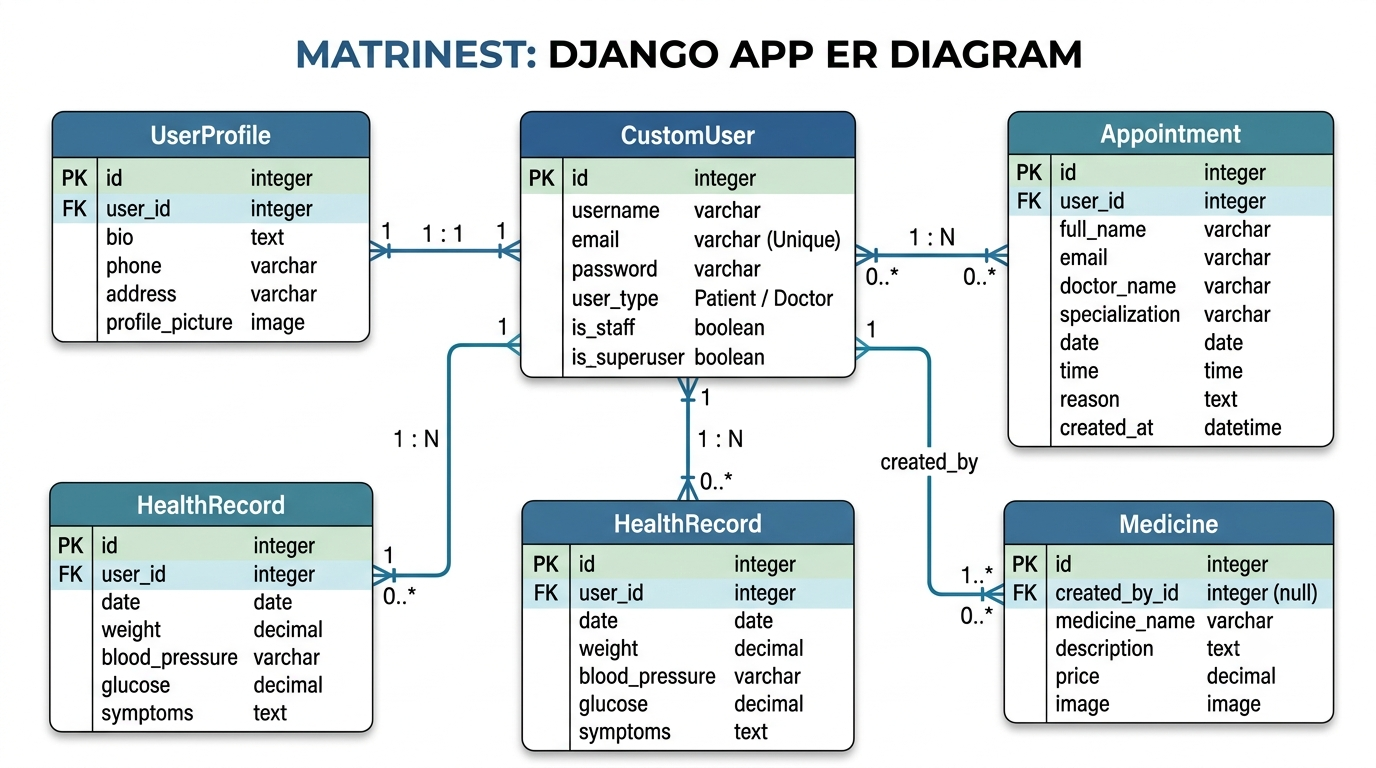 MATRINEST: DJANGO APP ER DIAGRAM
UserProfile
PK id integer
FK user_id integer
bio text
phone varchar
address varchar
profile_picture image
1 1 : 1 1
CustomUser
PK id integer
username varchar
email varchar (Unique)
password varchar
user_type Patient / Doctor
is_staff boolean
is_superuser boolean
1 : N
0..* 0..*
Appointment
PK id integer
FK user_id integer
full_name varchar
email varchar
doctor_name varchar
specialization varchar
date date
time time
reason text
created_at datetime
1
1 : N
1
0..*
1
1 : N
0..*
1
created_by
1..*
0..*
HealthRecord
PK id integer
FK user_id integer
date date
weight decimal
blood_pressure varchar
glucose decimal
symptoms text
HealthRecord
PK id integer
FK user_id integer
date date
weight decimal
blood_pressure varchar
glucose decimal
symptoms text
Medicine
PK id integer
FK created_by_id integer (null)
medicine_name varchar
description text
price decimal
image image